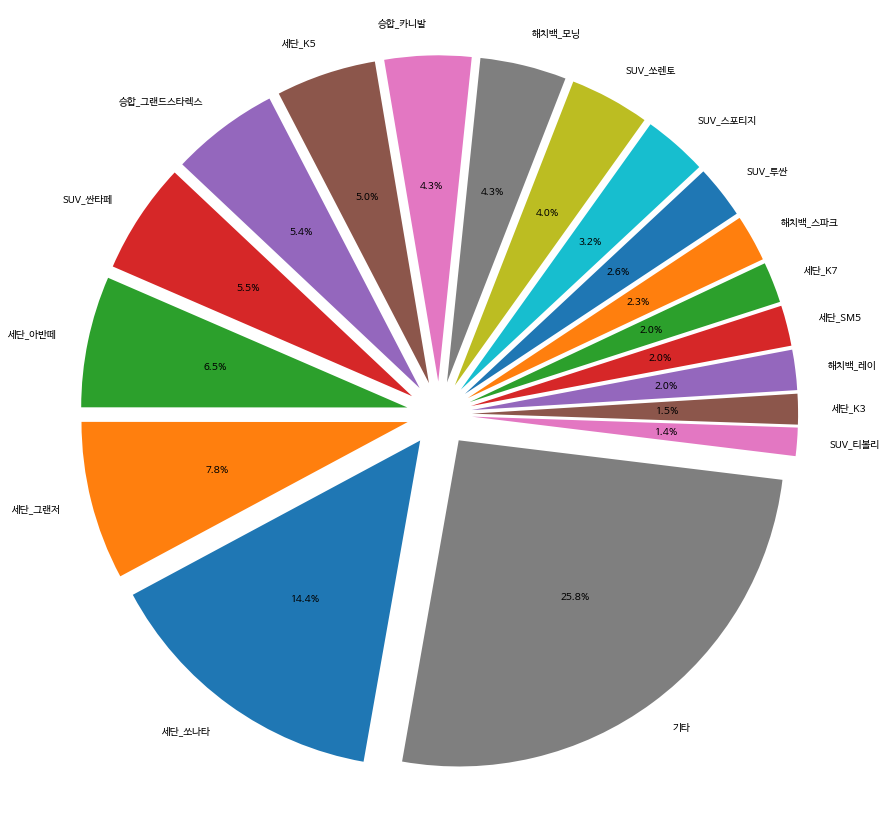 승합_카니발
해치백_모닝
세단_K5
SUV_쏘렌토
승합_그랜드스타렉스
SUV_스포티지
SUV_투싼
SUV_싼타페
해치백_스파크
세단_K7
세단_SM5
세단_아반떼
해치백_레이
세단_K3
SUV_티볼리
세단_그랜저
세단_쏘나타
기타
4.3%
4.3%
5.0%
4.0%
5.4%
3.2%
2.6%
5.5%
2.3%
2.0%
2.0%
6.5%
2.0%
1.5%
1.4%
7.8%
14.4%
25.8%